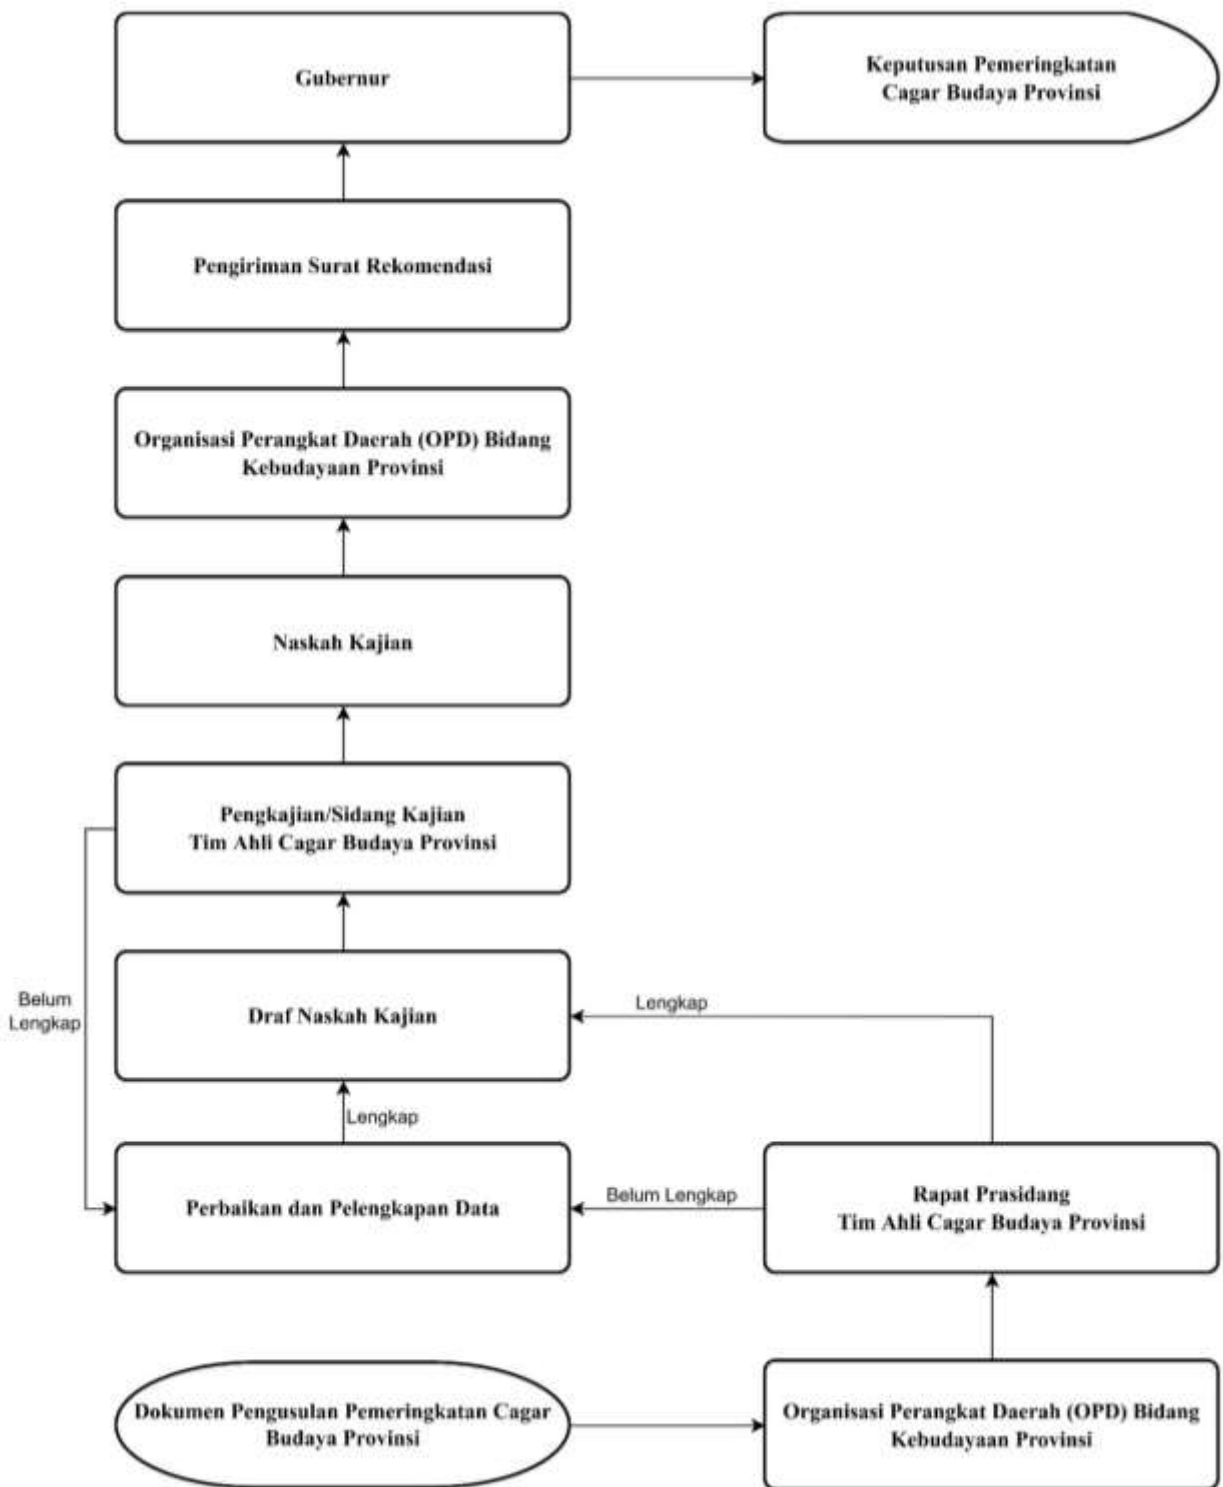 Gubernur
Keputusan Pemeringkatan
Cagar Budaya Provinsi
Pengiriman Surat Rekomendasi
Organisasi Perangkat Daerah (OPD) Bidang
Kebudayaan Provinsi
Naskah Kajian
Pengkajian/Sidang Kajian
Tim Ahli Cagar Budaya Provinsi
Belum
Lengkap
Draf Naskah Kajian
Lengkap
Lengkap
Perbaikan dan Pelengkapan Data
Belum Lengkap
Rapat Prasidang
Tim Ahli Cagar Budaya Provinsi
Dokumen Pengusulan Pemeringkatan Cagar
Budaya Provinsi
Organisasi Perangkat Daerah (OPD) Bidang
Kebudayaan Provinsi